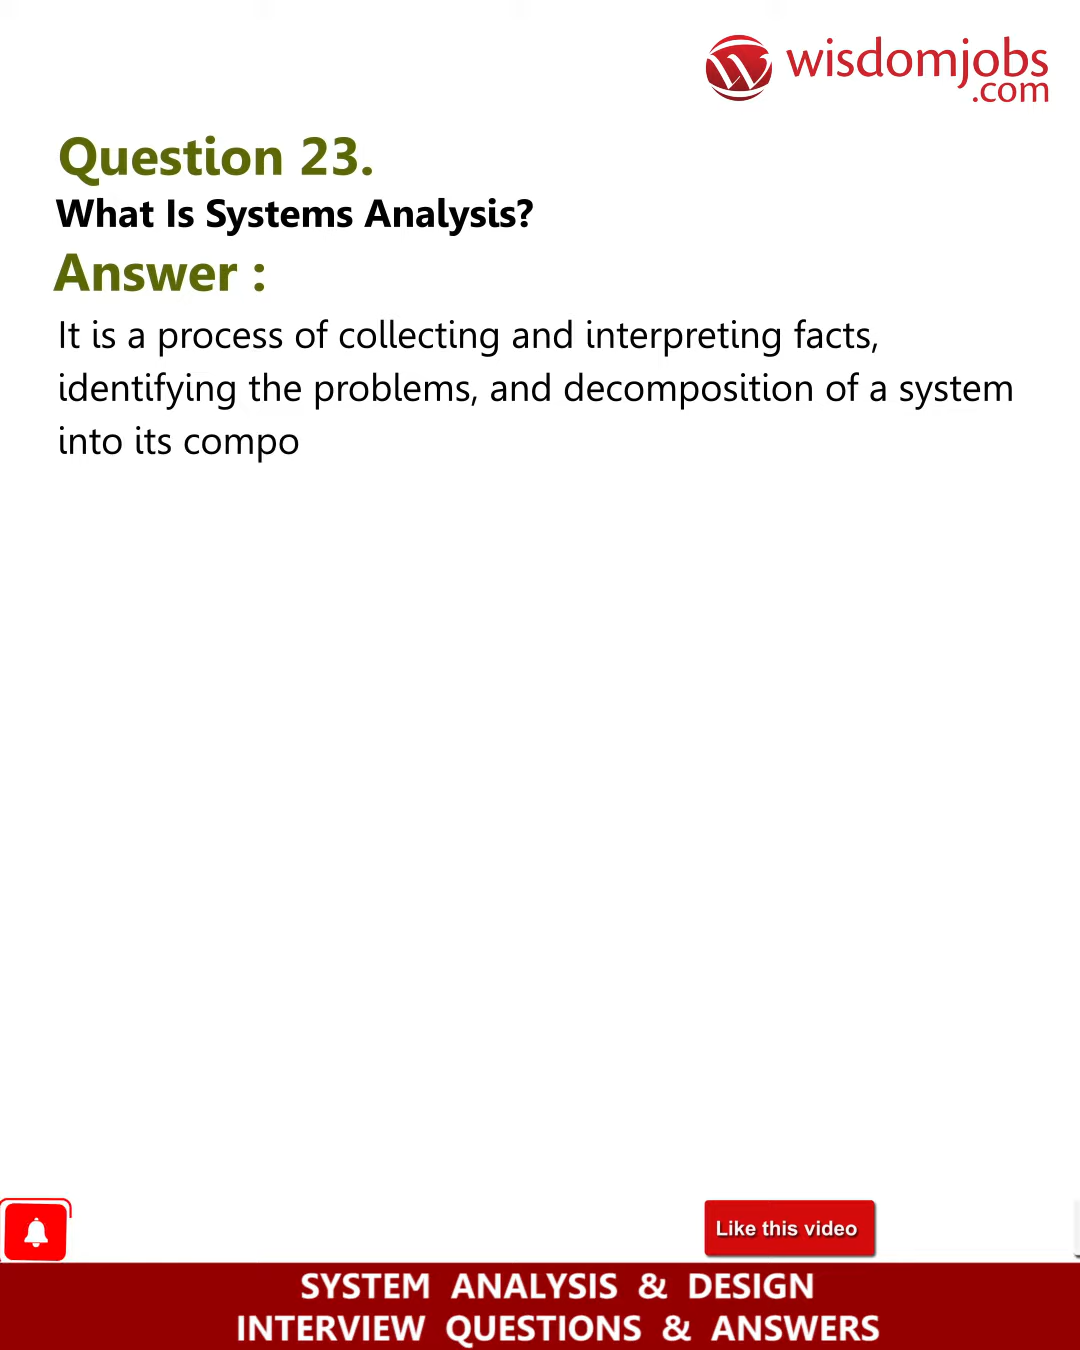 wisdomjobs
.com
Question 23.
What Is Systems Analysis?
Answer :
It is a process of collecting and interpreting facts,
identifying the problems, and decomposition of a system
into its compo
Like this video
SYSTEM ANALYSIS & DESIGN
INTERVIEW QUESTIONS & ANSWERS